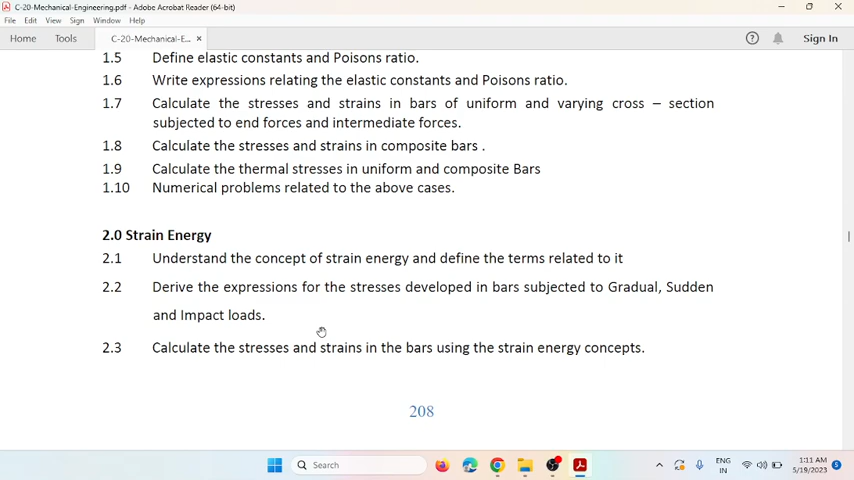 C-20-Mechanical-Engineering.pdf - Adobe Acrobat Reader (64-bit)
File Edit View Sign Window Help
Home Tools C-20-Mechanical-E... × Sign In
1.5 Define elastic constants and Poisons ratio.
1.6 Write expressions relating the elastic constants and Poisons ratio.
1.7 Calculate the stresses and strains in bars of uniform and varying cross – section
subjected to end forces and intermediate forces.
1.8 Calculate the stresses and strains in composite bars .
1.9 Calculate the thermal stresses in uniform and composite Bars
1.10 Numerical problems related to the above cases.
2.0 Strain Energy
2.1 Understand the concept of strain energy and define the terms related to it
2.2 Derive the expressions for the stresses developed in bars subjected to Gradual, Sudden
and Impact loads.
2.3 Calculate the stresses and strains in the bars using the strain energy concepts.
208
Search
ENG
IN
1:11 AM
5/19/2023
5